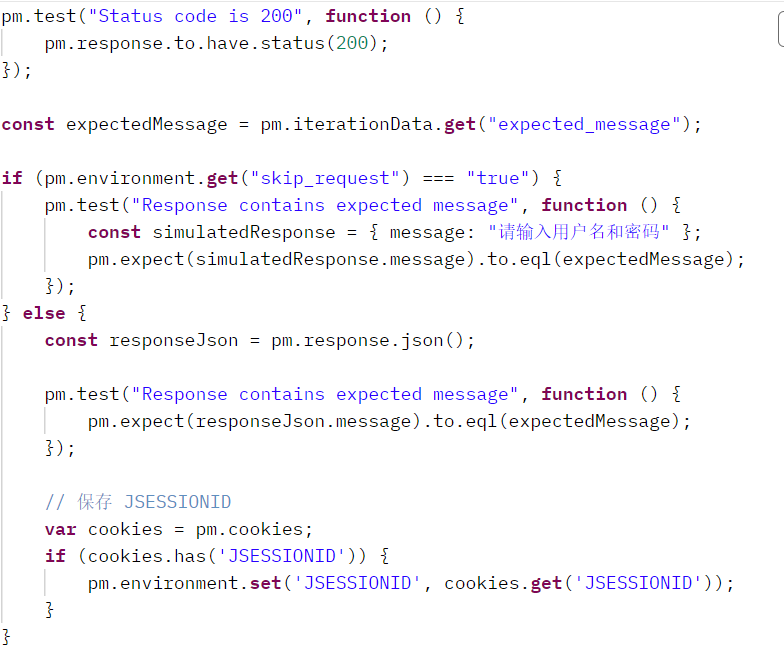 pm.test("Status code is 200", function () {
    pm.response.to.have.status(200);
});

const expectedMessage = pm.iterationData.get("expected_message");

if (pm.environment.get("skip_request") === "true") {
    pm.test("Response contains expected message", function () {
        const simulatedResponse = { message: "请输入用户名和密码" };
        pm.expect(simulatedResponse.message).to.eql(expectedMessage);
    });
} else {
    const responseJson = pm.response.json();

    pm.test("Response contains expected message", function () {
        pm.expect(responseJson.message).to.eql(expectedMessage);
    });

    // 保存 JSESSIONID
    var cookies = pm.cookies;
    if (cookies.has('JSESSIONID')) {
        pm.environment.set('JSESSIONID', cookies.get('JSESSIONID'));
    }
}